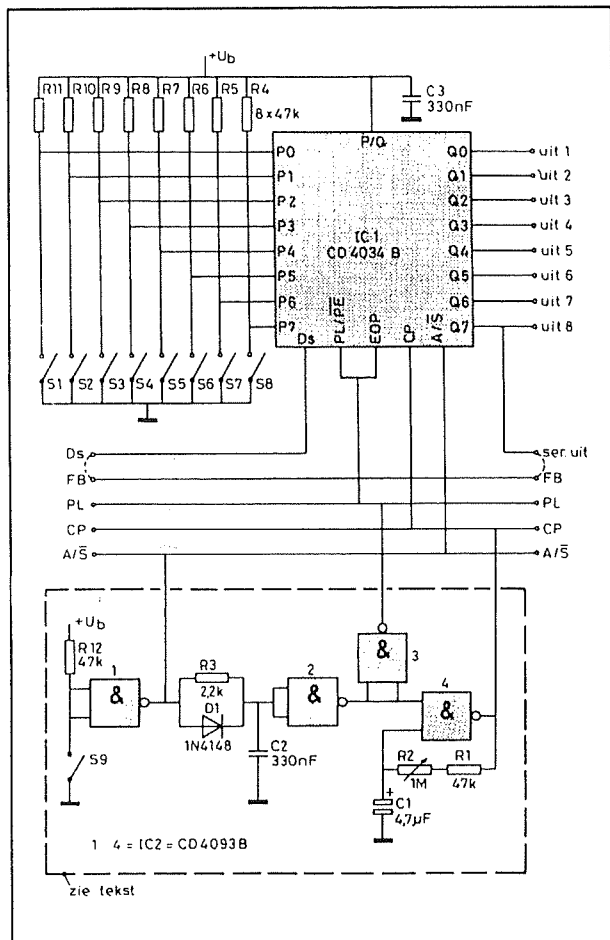 +Ub
R11 R10 R9 R8 R7 R6 R5 R4
8x47k
C3
330nF
P/Q
P0 Q0 uit 1
P1 Q1 uit 2
P2 Q2 uit 3
P3 Q3 uit 4
IC1
P4 CD4034B Q4 uit 5
P5 Q5 uit 6
P6 Q6 uit 7
P7 Q7 uit 8
Ds PL/PE EOP CP A/S̅
S1 S2 S3 S4 S5 S6 S7 S8
Ds ser. uit
FB FB
PL PL
CP CP
A/S̅ A/S̅
+Ub
R12
47k
1
&
R3
2,2k
D1
1N4148
2
&
C2
330nF
&
3
4
&
R2
1M
R1
47k
+
C1
4,7µF
S9
1 4 = IC2 = CD4093B
zie tekst